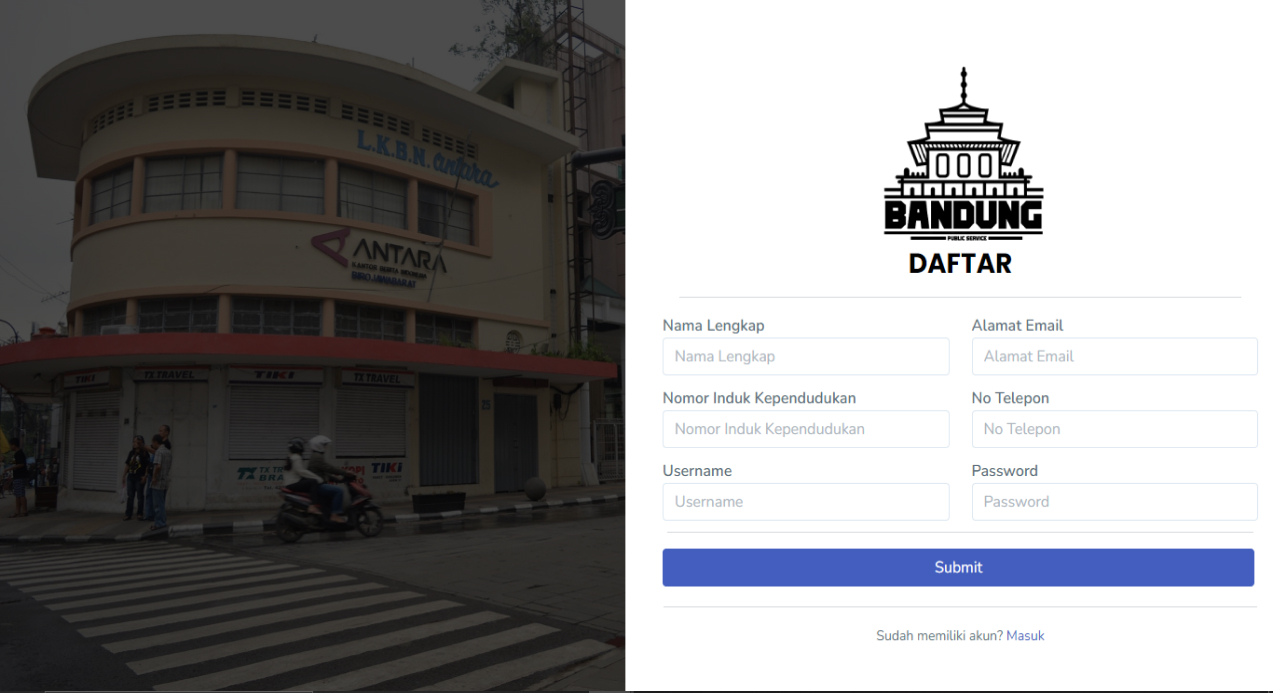 L.K.B.N. antara
ANTARA
KANTOR BERITA INDONESIA
BIRO JAWA BARAT
TIKI
TX TRAVEL
TIKI
TX TRAVEL
25
TIKI
BANDUNG
PUBLIC SERVICE
DAFTAR
Nama Lengkap
Alamat Email
Nama Lengkap
Alamat Email
Nomor Induk Kependudukan
No Telepon
Nomor Induk Kependudukan
No Telepon
Username
Password
Username
Password
Submit
Sudah memiliki akun? Masuk